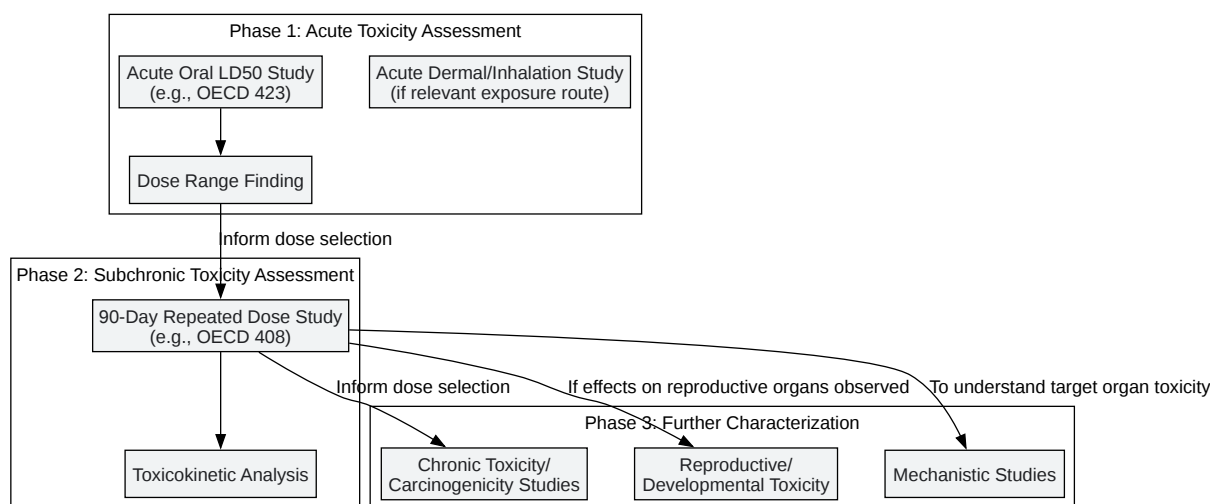 Phase 1: Acute Toxicity Assessment
Acute Oral LD50 Study
(e.g., OECD 423)
Acute Dermal/Inhalation Study
(if relevant exposure route)
Dose Range Finding
Inform dose selection
Phase 2: Subchronic Toxicity Assessment
90-Day Repeated Dose Study
(e.g., OECD 408)
Inform dose selection
If effects on reproductive organs observed
To understand target organ toxicity
Phase 3: Further Characterization
Toxicokinetic Analysis
Chronic Toxicity/
Carcinogenicity Studies
Reproductive/
Developmental Toxicity
Mechanistic Studies